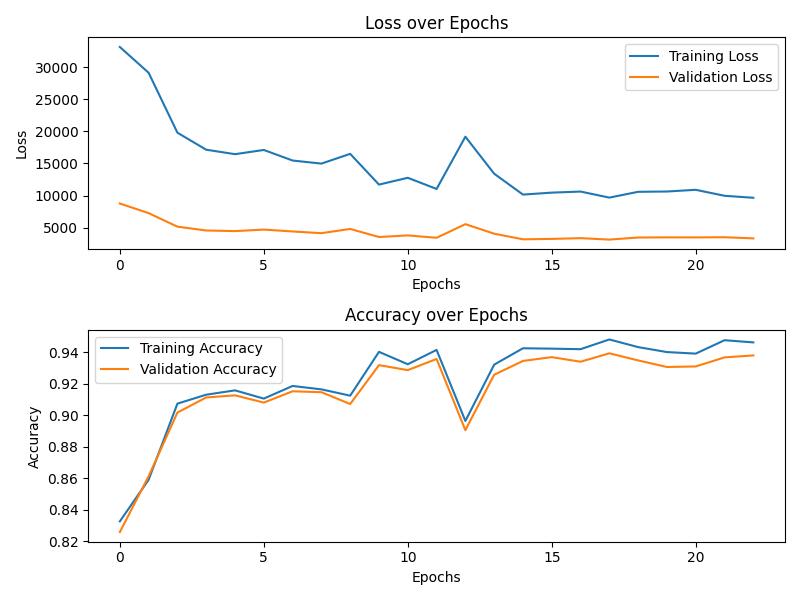 Loss over Epochs
Training Loss
Validation Loss
30000
25000
20000
15000
10000
5000
Loss
0 5 10 15 20
Epochs
Accuracy over Epochs
Training Accuracy
Validation Accuracy
0.94
0.92
0.90
0.88
0.86
0.84
0.82
Accuracy
0 5 10 15 20
Epochs